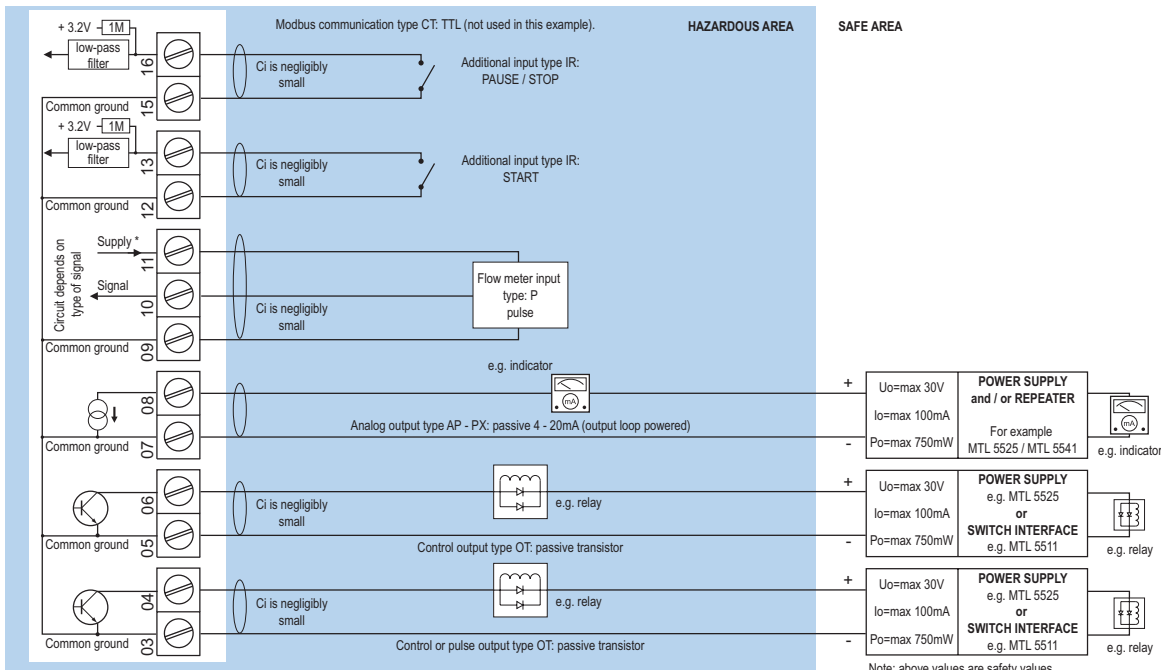 Modbus communication type CT: TTL (not used in this example).
HAZARDOUS AREA
SAFE AREA
+ 3.2V
1M
low-pass
filter
16
15
Common ground
Ci is negligibly
small
Additional input type IR:
PAUSE / STOP
+ 3.2V
1M
low-pass
filter
13
12
Common ground
Ci is negligibly
small
Additional input type IR:
START
Circuit depends on
type of signal
Supply *
11
Signal
10
Common ground
09
Ci is negligibly
small
Flow meter input
type: P
pulse
e.g. indicator
(mA)
08
Common ground
07
Analog output type AP - PX: passive 4 - 20mA (output loop powered)
+
-
Uo=max 30V
Io=max 100mA
Po=max 750mW
POWER SUPPLY
and / or REPEATER
For example
MTL 5525 / MTL 5541
mA
e.g. indicator
06
Common ground
05
Ci is negligibly
small
e.g. relay
Control output type OT: passive transistor
+
-
Uo=max 30V
Io=max 100mA
Po=max 750mW
POWER SUPPLY
e.g. MTL 5525
or
SWITCH INTERFACE
e.g. MTL 5511
e.g. relay
04
Common ground
03
Ci is negligibly
small
e.g. relay
Control or pulse output type OT: passive transistor
+
-
Uo=max 30V
Io=max 100mA
Po=max 750mW
POWER SUPPLY
e.g. MTL 5525
or
SWITCH INTERFACE
e.g. MTL 5511
e.g. relay
Note: above values are safety values